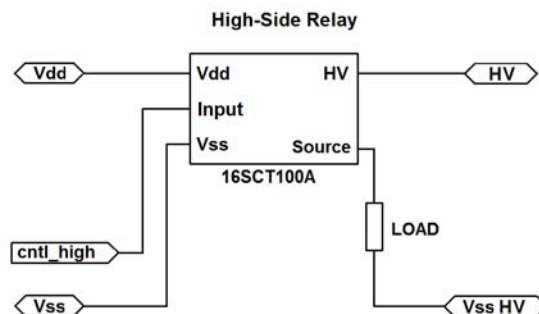 High-Side Relay
Vdd
Vdd
HV
HV
Input
Vss
Source
16SCT100A
LOAD
cntl_high
Vss
Vss HV